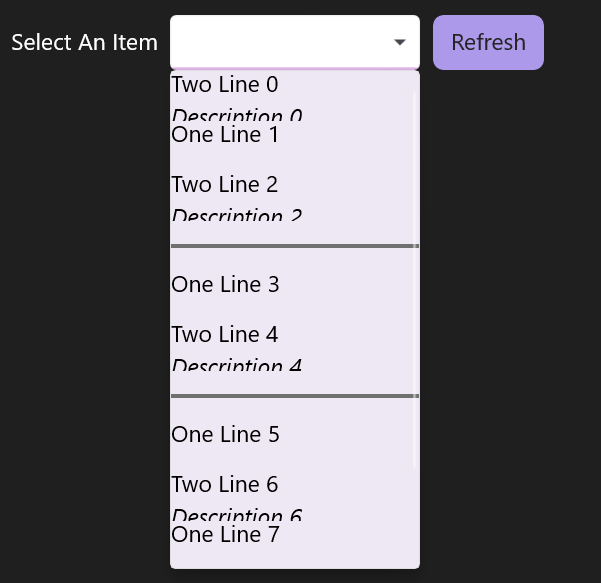 Select An Item
Refresh
Two Line 0
Description 0
One Line 1
Two Line 2
Description 2
One Line 3
Two Line 4
Description 4
One Line 5
Two Line 6
Description 6
One Line 7